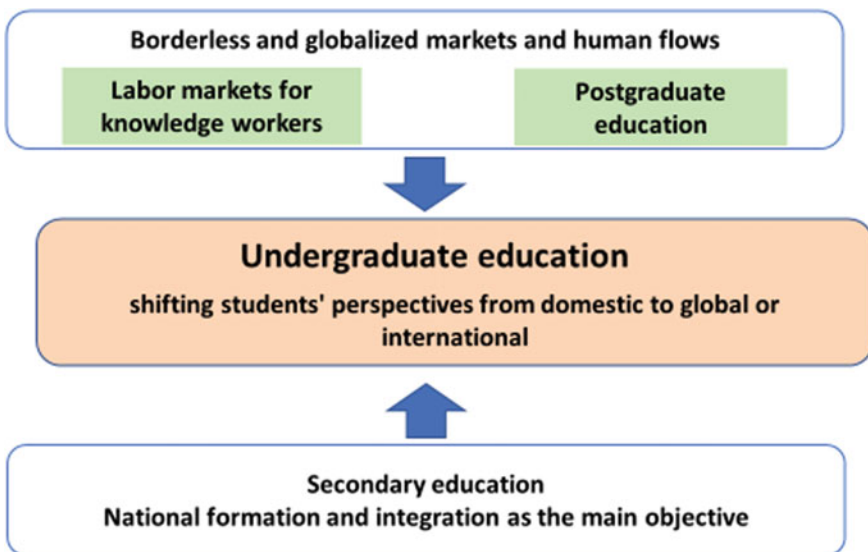 Borderless and globalized markets and human flows
Labor markets for
knowledge workers
Postgraduate
education
Undergraduate education
shifting students' perspectives from domestic to global or
international
Secondary education
National formation and integration as the main objective